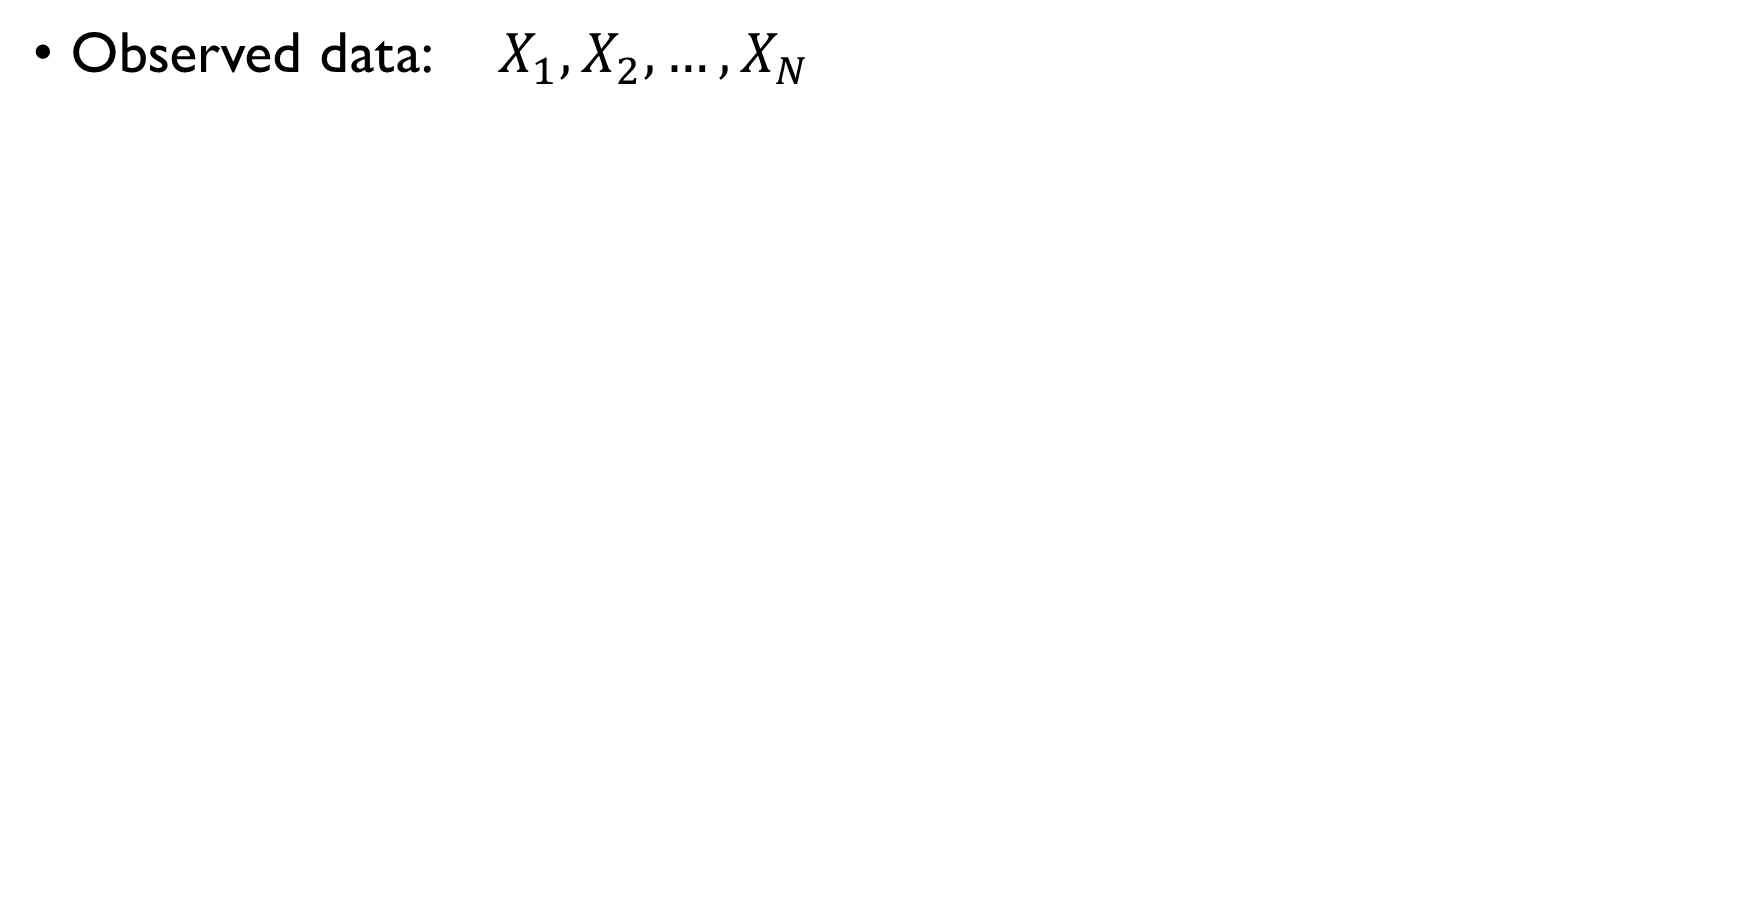 • Observed data: X₁, X₂, … , X_N